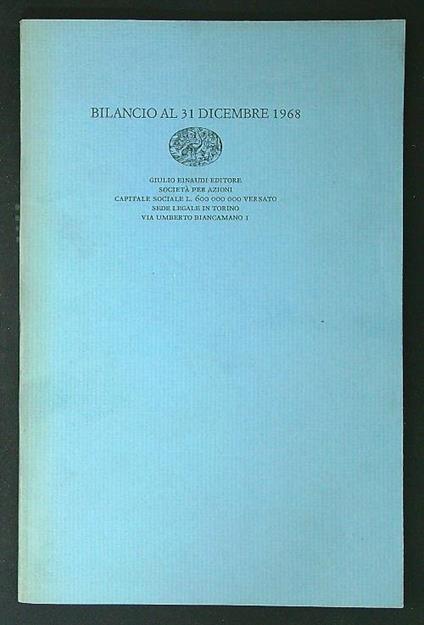 BILANCIO AL 31 DICEMBRE 1968
GIULIO EINAUDI EDITORE
SOCIETÀ PER AZIONI
CAPITALE SOCIALE L. 600 000 000 VERSATO
SEDE LEGALE IN TORINO
VIA UMBERTO BIANCAMANO 1